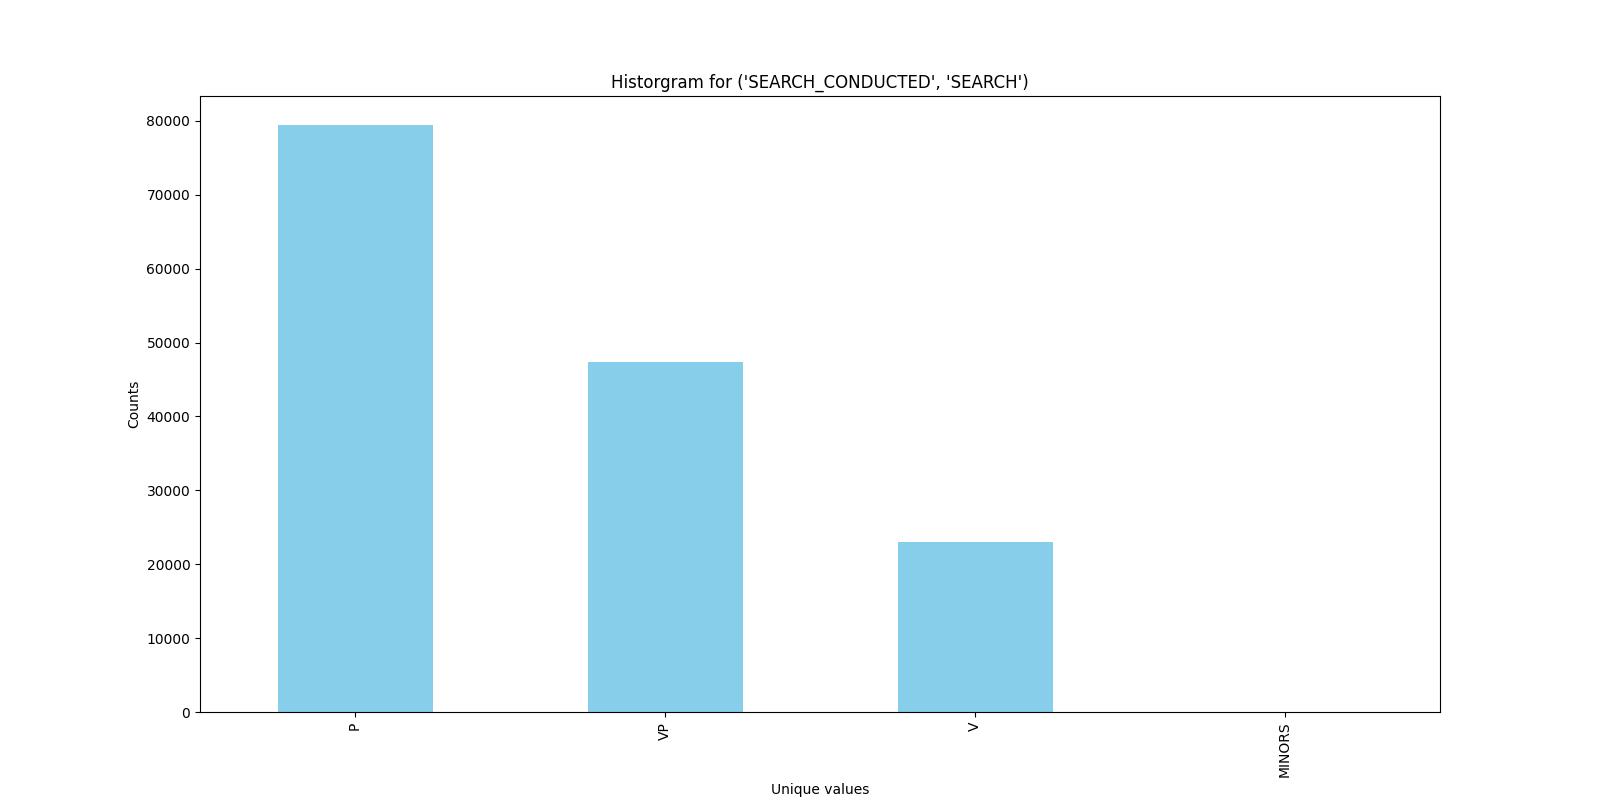 Historgram for ('SEARCH_CONDUCTED', 'SEARCH')
80000
70000
60000
50000
40000
30000
20000
10000
0
Counts
P
VP
V
MINORS
Unique values